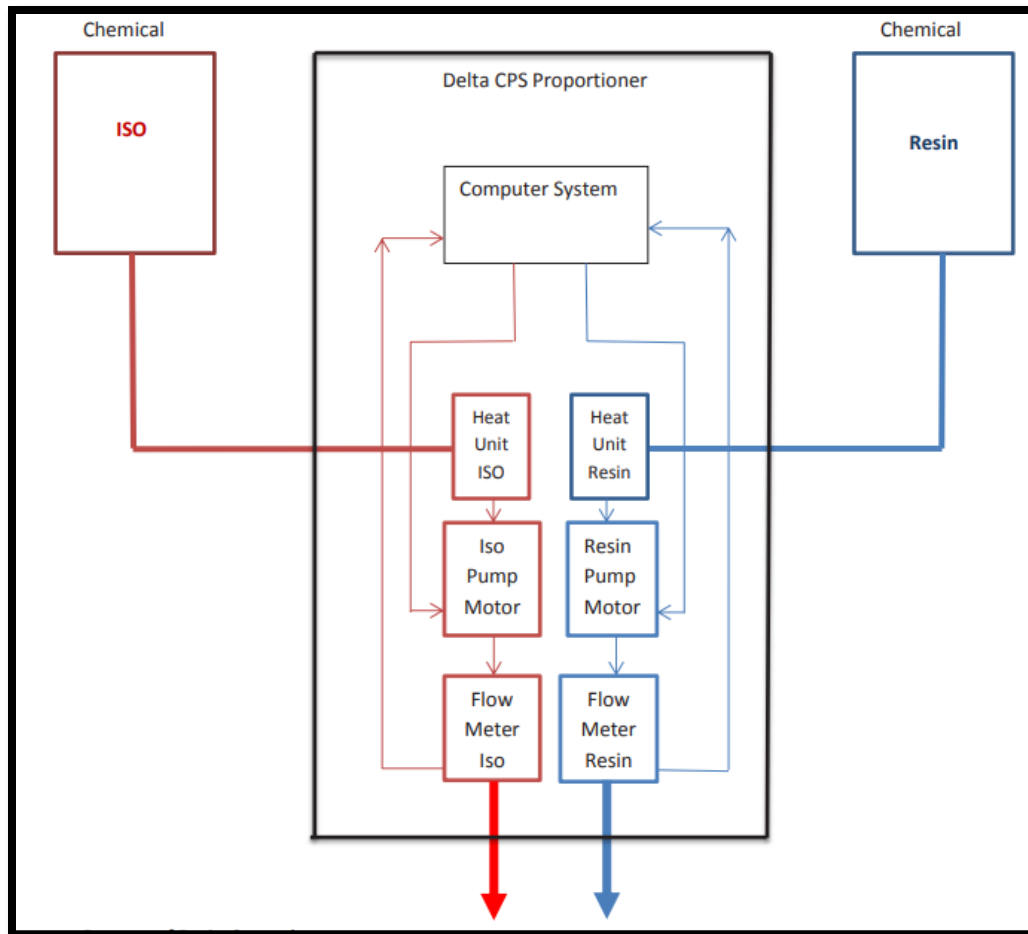 Chemical
Chemical
Delta CPS Proportioner
ISO
Resin
Computer System
Heat
Unit
ISO
Heat
Unit
Resin
Iso
Pump
Motor
Resin
Pump
Motor
Flow
Meter
Iso
Flow
Meter
Resin